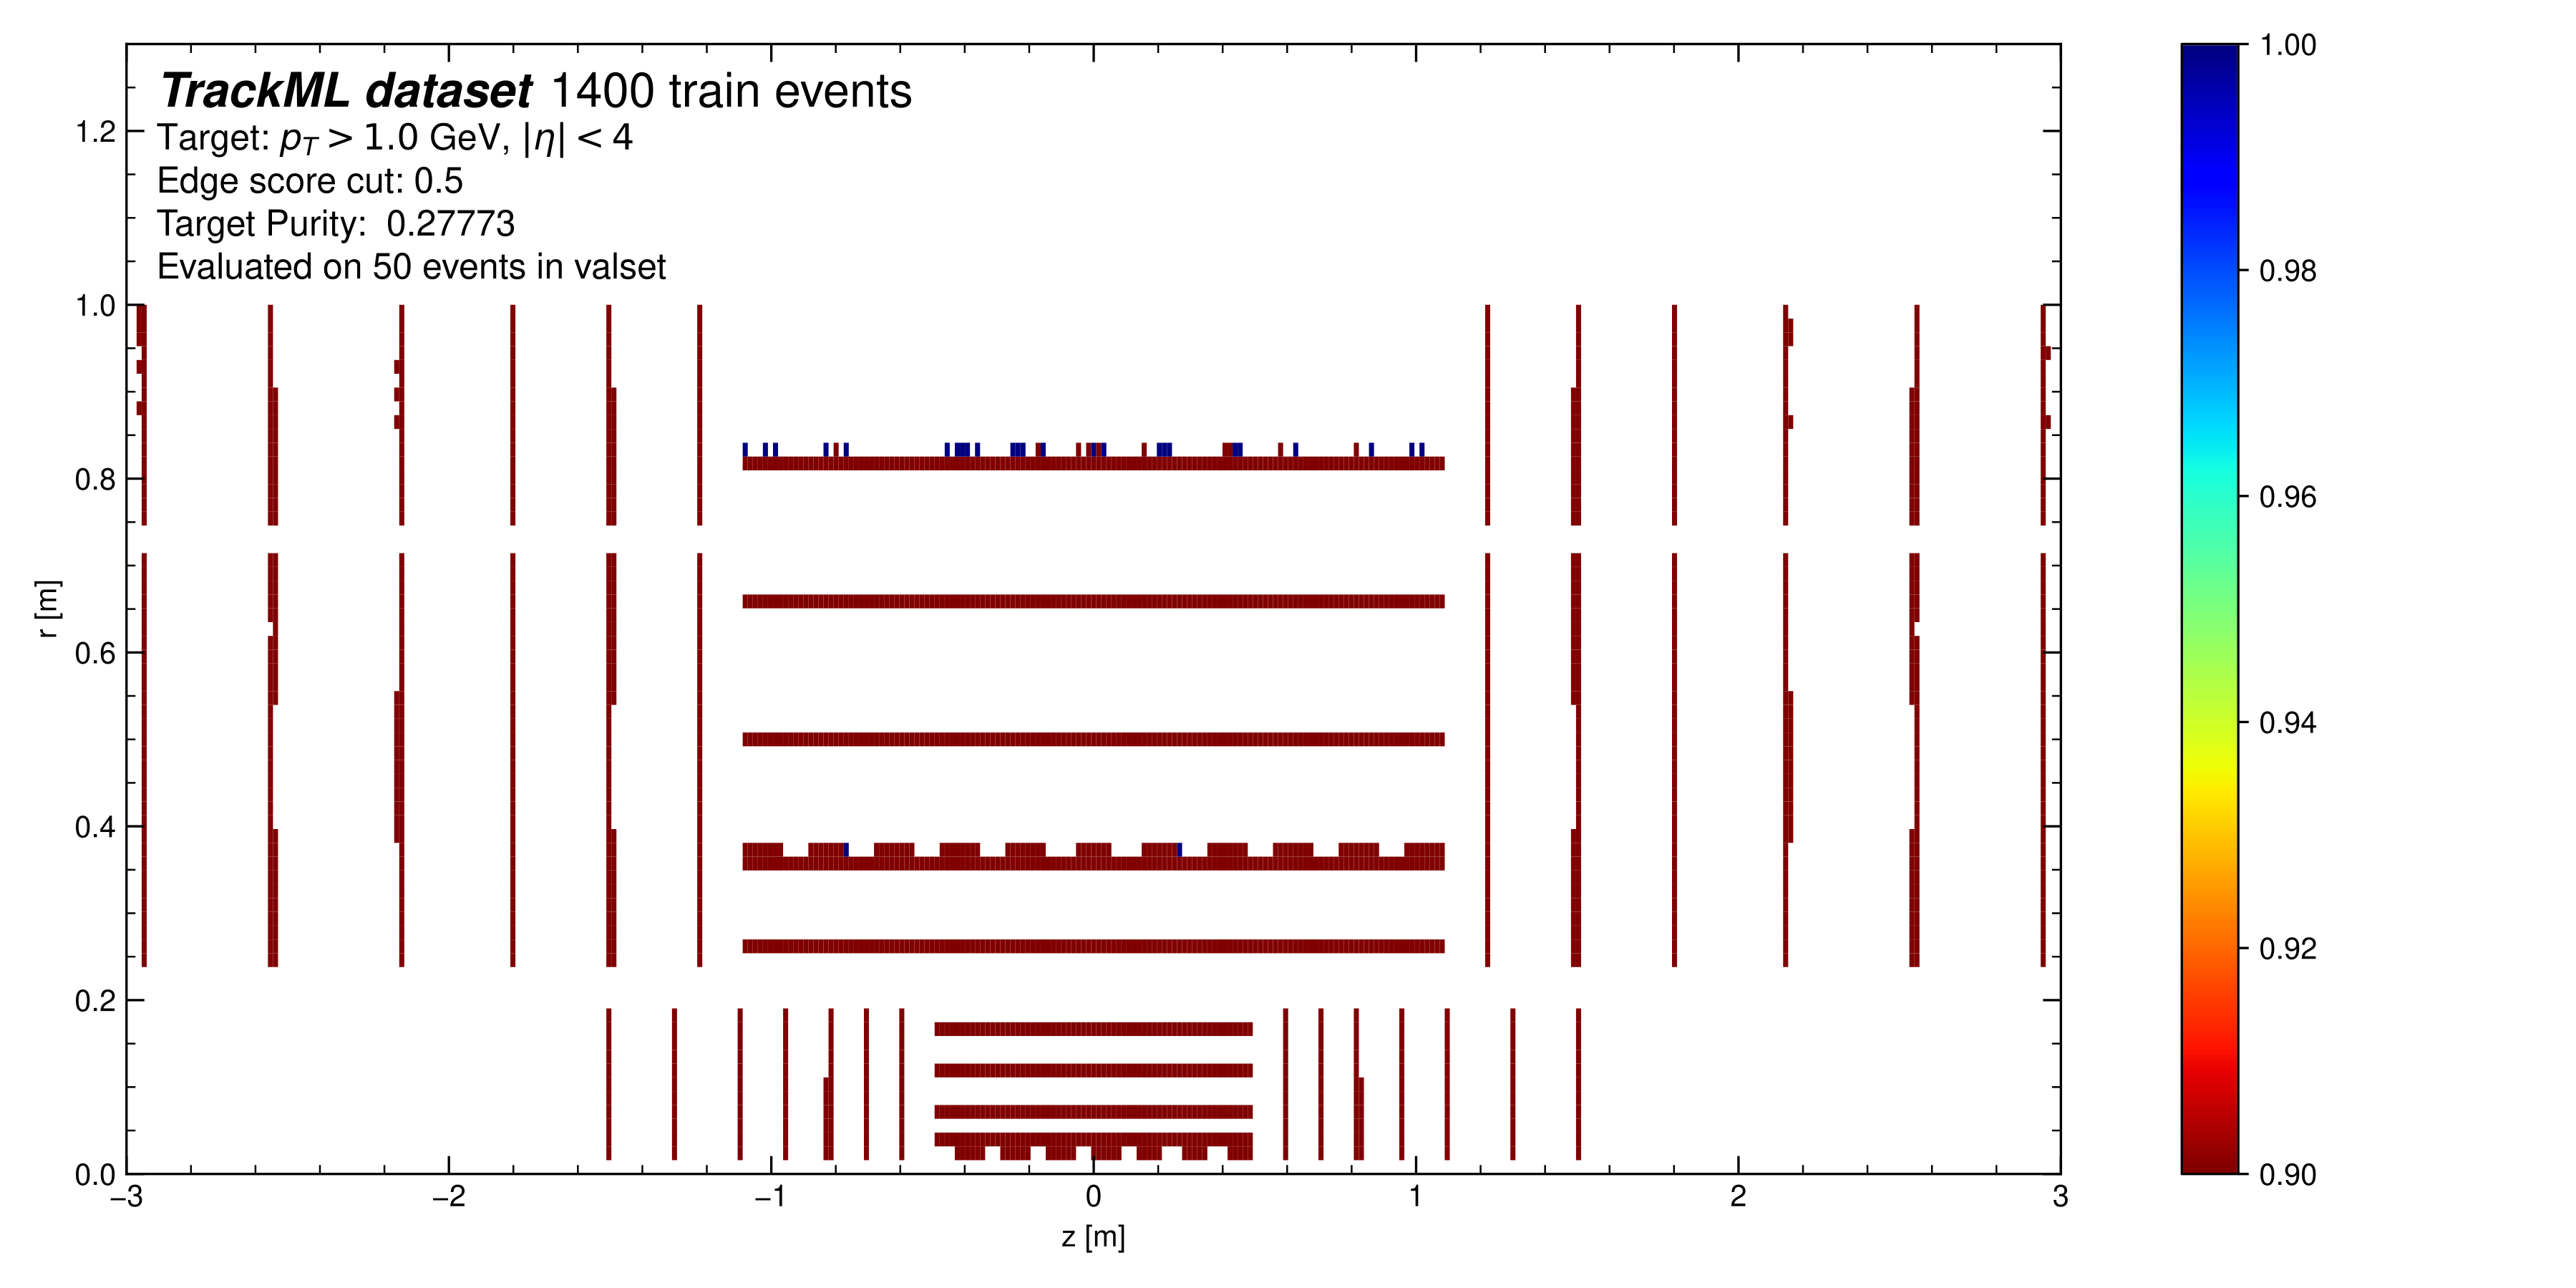 TrackML dataset 1400 train events
Target: p_T > 1.0 GeV, |η| < 4
Edge score cut: 0.5
Target Purity: 0.27773
Evaluated on 50 events in valset
r [m]
1.2
1.0
0.8
0.6
0.4
0.2
0.0
−3 −2 −1 0 1 2 3
z [m]
1.00
0.98
0.96
0.94
0.92
0.90